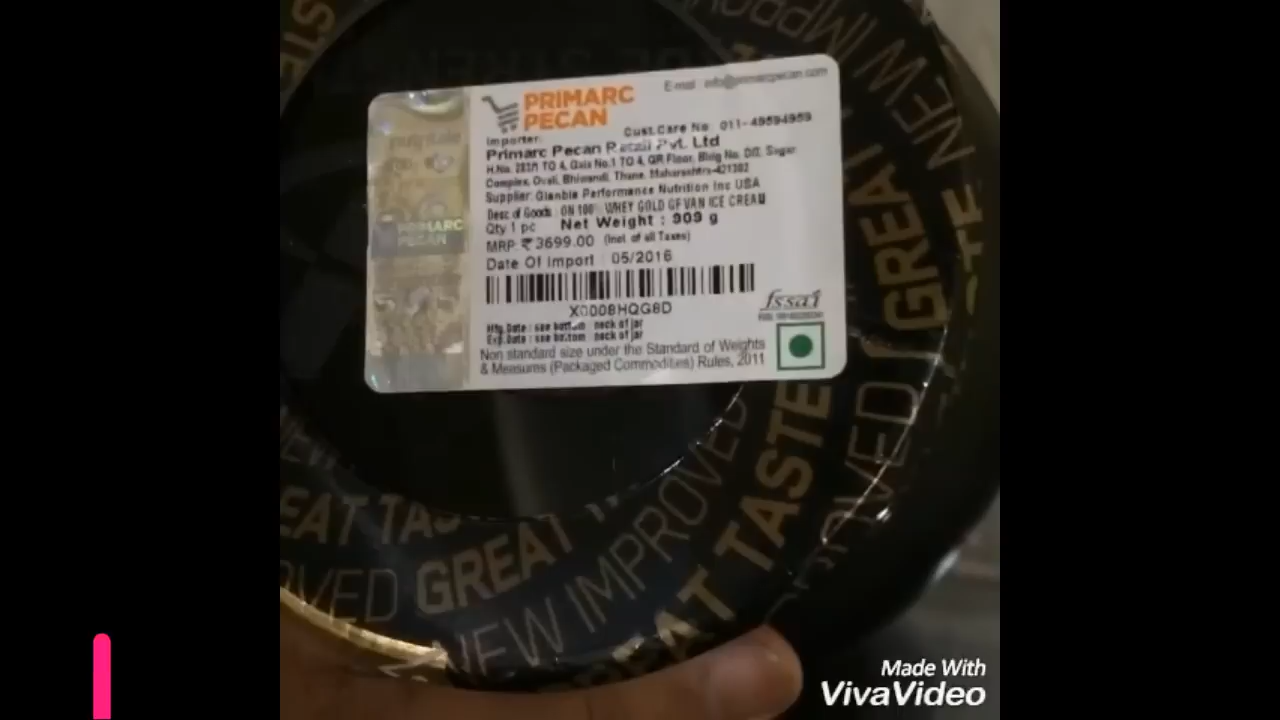 PRIMARC
PECAN
E-mail : info@primarcpecan.com
Cust.Care No 011-49594959
Importer:
Primarc Pecan Retail Pvt. Ltd
Complex, Ovali, Bhiwandi, Thane, Maharashtra-421302
Supplier: Glanbia Performance Nutrition Inc USA
Desc of Goods : ON 100% WHEY GOLD GF VAN ICE CREAM
Qty 1 pc Net Weight : 909 g
MRP ₹3699.00 (Incl. of all Taxes)
Date Of Import : 05/2016
X0008HQG8D
fssai
Mfg.Date : see bottom neck of jar
Exp.Date : see bottom neck of jar
Non standard size under the Standard of Weights
& Measures (Packaged Commodities) Rules, 2011
PRIMARC
PECAN
NEW IMPROVED
GREAT TASTE
GREAT
NEW IMPROVED
GREAT TASTE
Made With
VivaVideo